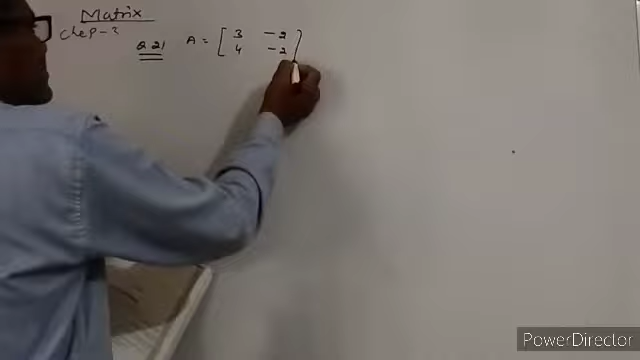 Matrix
chep-3
Q 21 A = [ 3 -2
4 -2 ]
PowerDirector